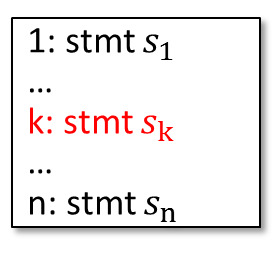 1: stmt s₁
...
k: stmt sₖ
...
n: stmt sₙ